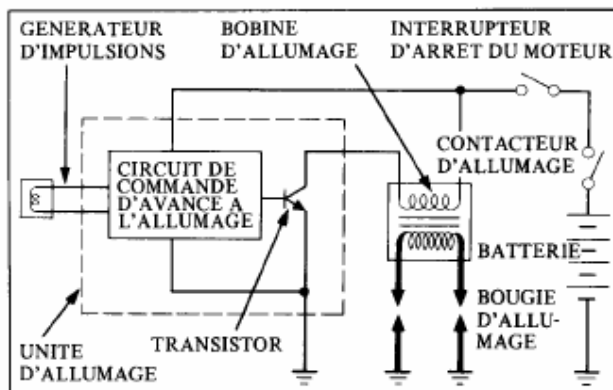 GENERATEUR
D'IMPULSIONS
BOBINE
D'ALLUMAGE
INTERRUPTEUR
D'ARRET DU MOTEUR
CIRCUIT DE
COMMANDE
D'AVANCE A
L'ALLUMAGE
CONTACTEUR
D'ALLUMAGE
BATTERIE
UNITE
D'ALLUMAGE
TRANSISTOR
BOUGIE
D'ALLU-
MAGE